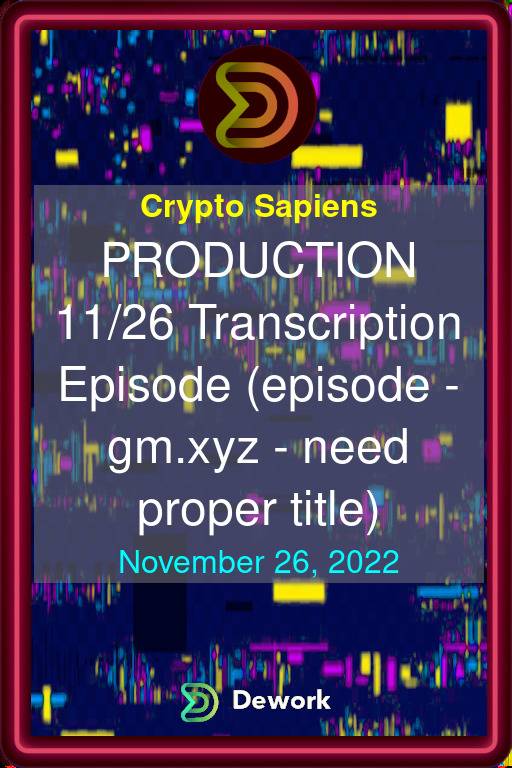 Crypto Sapiens
PRODUCTION
11/26 Transcription
Episode (episode -
gm.xyz - need
proper title)
November 26, 2022
Dework